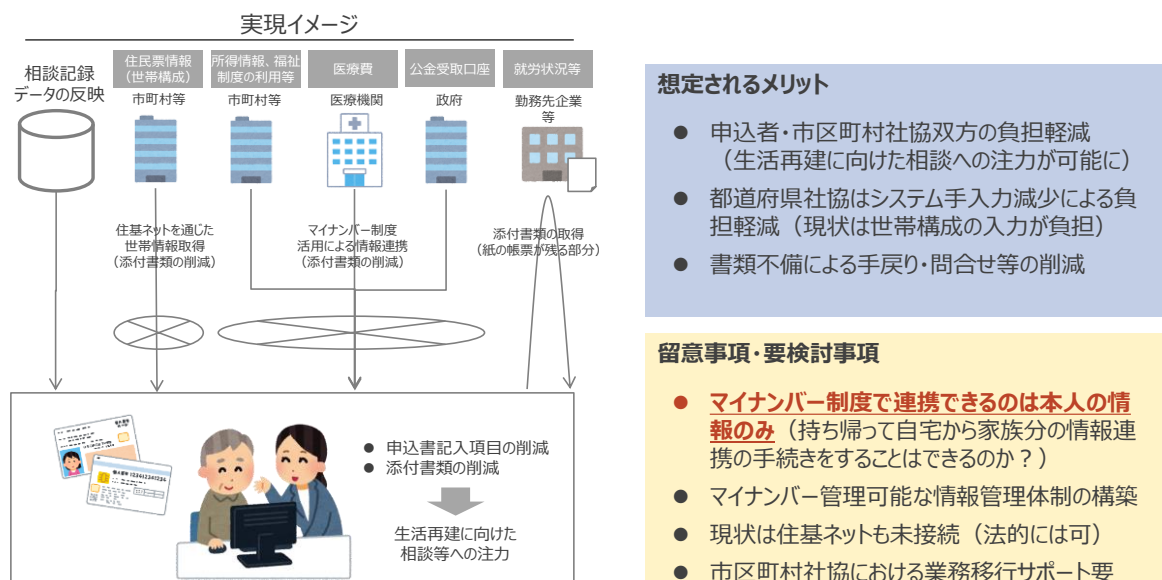 実現イメージ
相談記録
データの反映
住民票情報
（世帯構成）
市町村等
所得情報、福祉
制度の利用等
市町村等
医療費
医療機関
公金受取口座
政府
就労状況等
勤務先企業
等
住基ネットを通じた
世帯情報取得
（添付書類の削減）
マイナンバー制度
活用による情報連携
（添付書類の削減）
添付書類の取得
（紙の帳票が残る部分）
● 申込書記入項目の削減
● 添付書類の削減
生活再建に向けた
相談等への注力
想定されるメリット
● 申込者・市区町村社協双方の負担軽減
（生活再建に向けた相談への注力が可能に）
● 都道府県社協はシステム手入力減少による負
担軽減（現状は世帯構成の入力が負担）
● 書類不備による手戻り・問合せ等の削減
留意事項・要検討事項
● マイナンバー制度で連携できるのは本人の情
報のみ（持ち帰って自宅から家族分の情報連
携の手続きをすることはできるのか？）
● マイナンバー管理可能な情報管理体制の構築
● 現状は住基ネットも未接続（法的には可）
● 市区町村社協における業務移行サポート要